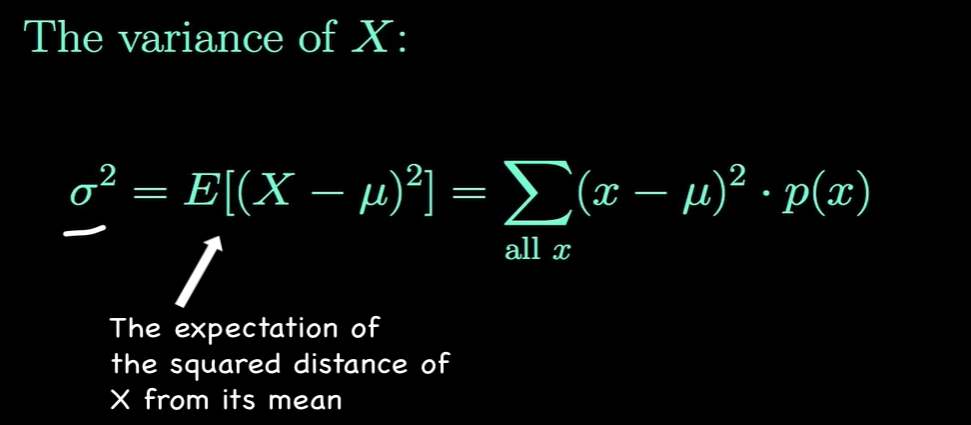 The variance of X:
σ² = E[(X − μ)²] = ∑(x − μ)² · p(x)
all x
The expectation of
the squared distance of
X from its mean